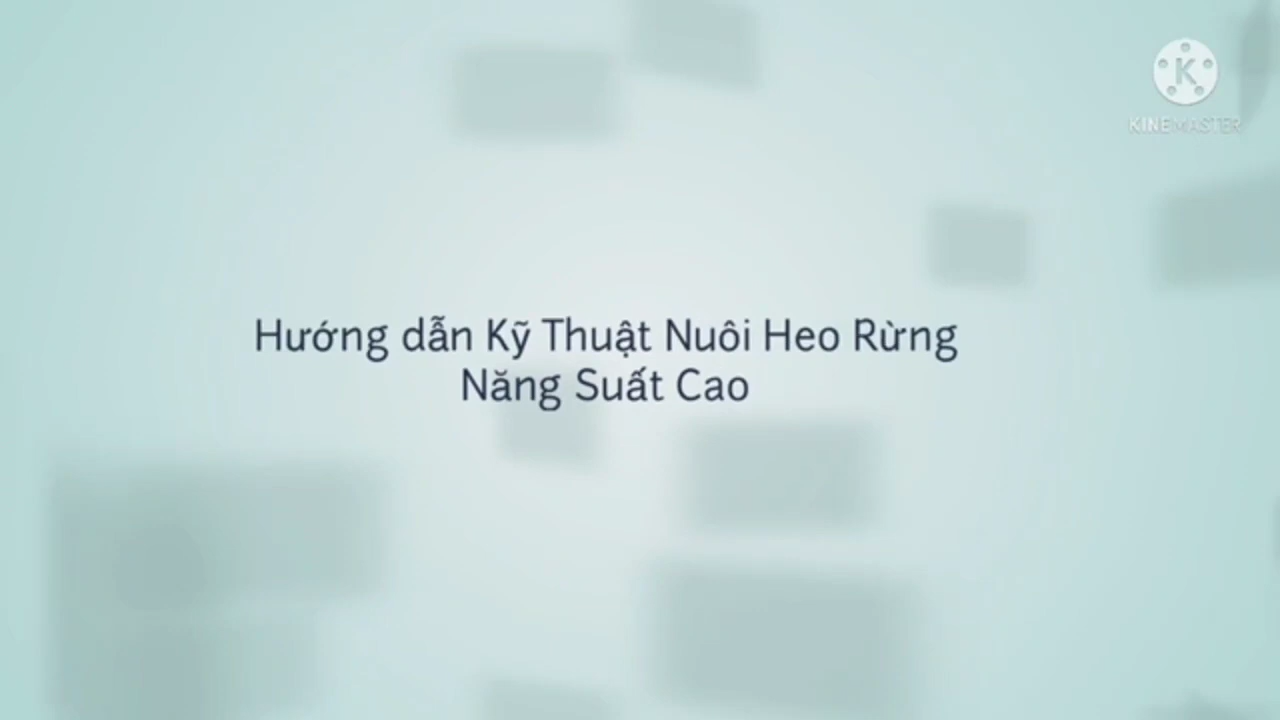 KINEMASTER
Hướng dẫn Kỹ Thuật Nuôi Heo Rừng
Năng Suất Cao